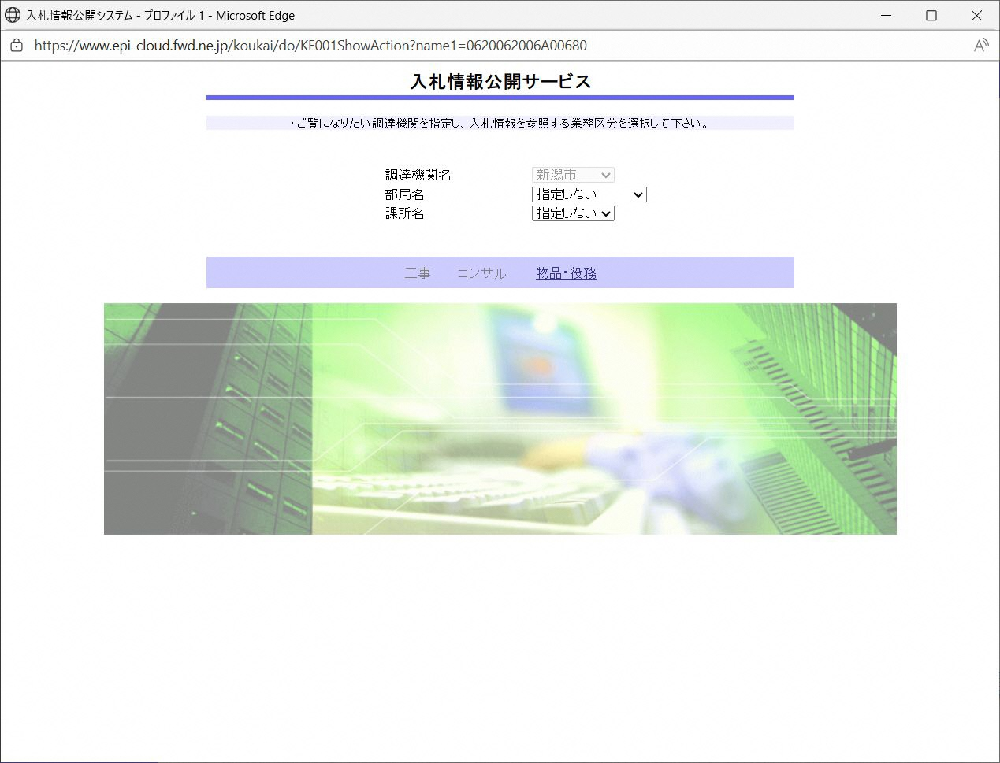 入札情報公開システム - プロファイル 1 - Microsoft Edge
https://www.epi-cloud.fwd.ne.jp/koukai/do/KF001ShowAction?name1=0620062006A00680
入札情報公開サービス
・ご覧になりたい調達機関を指定し、入札情報を参照する業務区分を選択して下さい。
調達機関名 新潟市
部局名 指定しない
課所名 指定しない
工事 コンサル 物品・役務